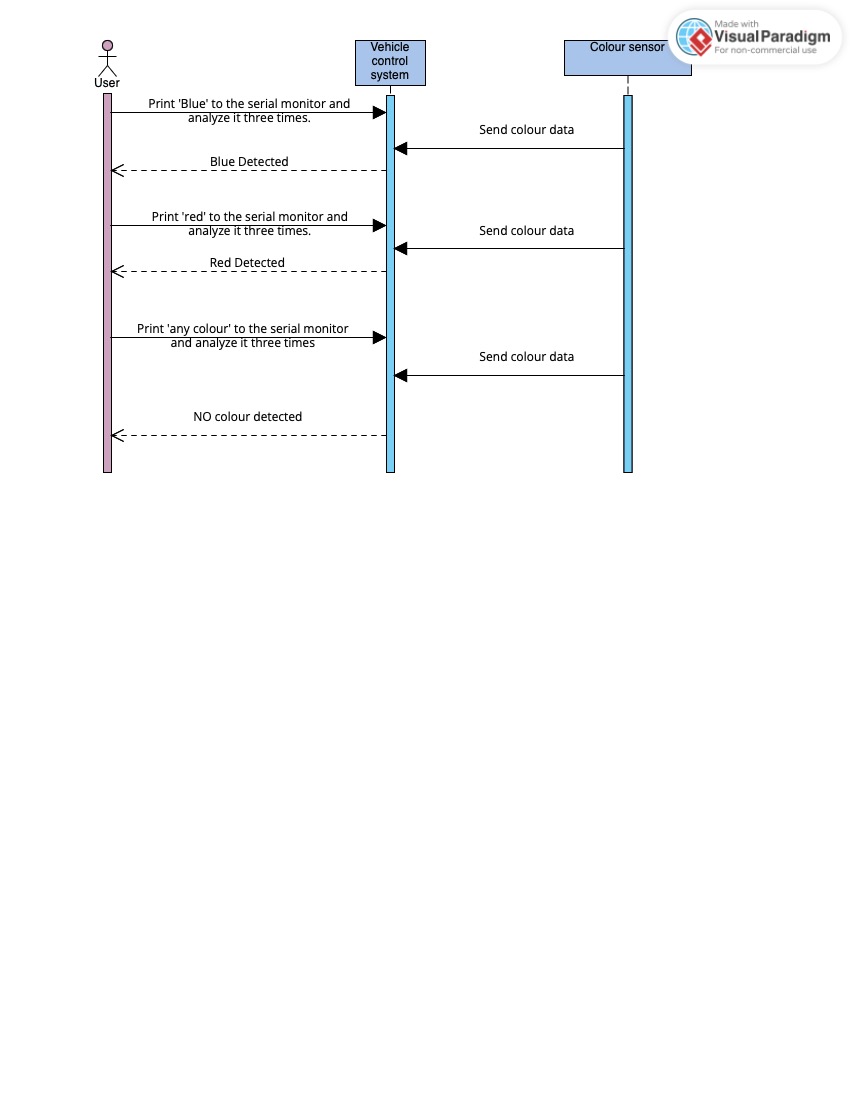 Made with
Visual Paradigm
For non-commercial use
User
Vehicle
control
system
Colour sensor
Print 'Blue' to the serial monitor and
analyze it three times.
Send colour data
Blue Detected
Print 'red' to the serial monitor and
analyze it three times.
Send colour data
Red Detected
Print 'any colour' to the serial monitor
and analyze it three times
Send colour data
NO colour detected